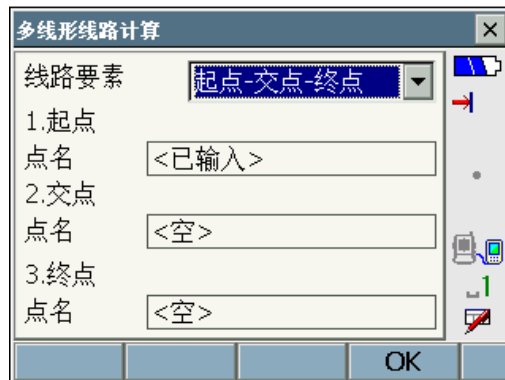 多线形线路计算
线路要素 起点-交点-终点
1.起点
点名 <已输入>
2.交点
点名 <空>
3.终点
点名 <空>
1
OK